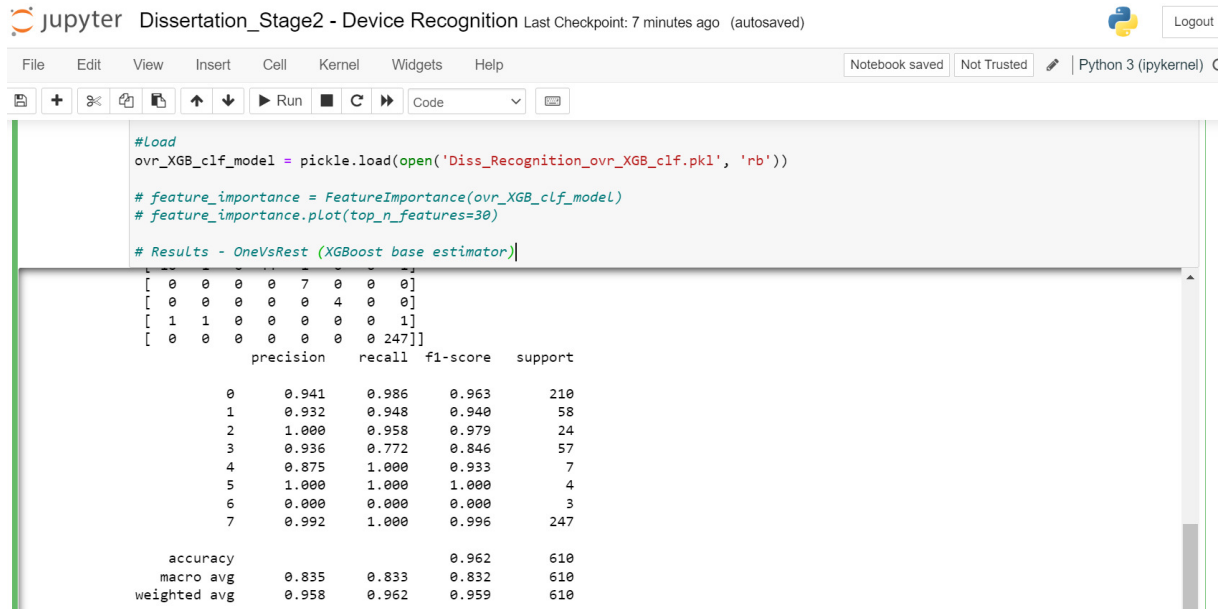 jupyter Dissertation_Stage2 - Device Recognition Last Checkpoint: 7 minutes ago (autosaved)
Logout
File Edit View Insert Cell Kernel Widgets Help
Notebook saved Not Trusted Python 3 (ipykernel)
Run Code
#load
ovr_XGB_clf_model = pickle.load(open('Diss_Recognition_ovr_XGB_clf.pkl', 'rb'))
# feature_importance = FeatureImportance(ovr_XGB_clf_model)
# feature_importance.plot(top_n_features=30)
# Results - OneVsRest (XGBoost base estimator)
[ 0 0 0 0 7 0 0 0]
[ 0 0 0 0 0 4 0 0]
[ 1 1 0 0 0 0 0 1]
[ 0 0 0 0 0 0 0 247]]
precision recall f1-score support
0 0.941 0.986 0.963 210
1 0.932 0.948 0.940 58
2 1.000 0.958 0.979 24
3 0.936 0.772 0.846 57
4 0.875 1.000 0.933 7
5 1.000 1.000 1.000 4
6 0.000 0.000 0.000 3
7 0.992 1.000 0.996 247
accuracy 0.962 610
macro avg 0.835 0.833 0.832 610
weighted avg 0.958 0.962 0.959 610